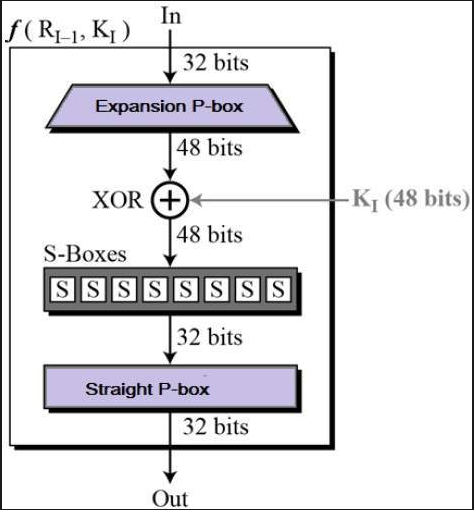 In
f ( R_I–1, K_I )
32 bits
Expansion P-box
48 bits
XOR
K_I (48 bits)
48 bits
S-Boxes
S S S S S S S S
32 bits
Straight P-box
32 bits
Out